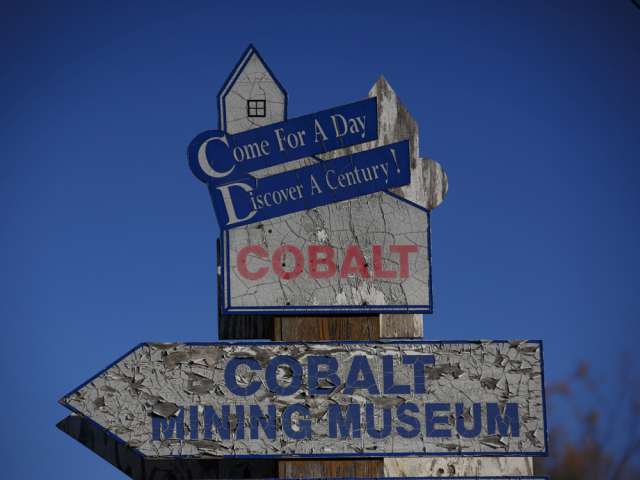 Come For A Day
Discover A Century!
COBALT
COBALT
MINING MUSEUM